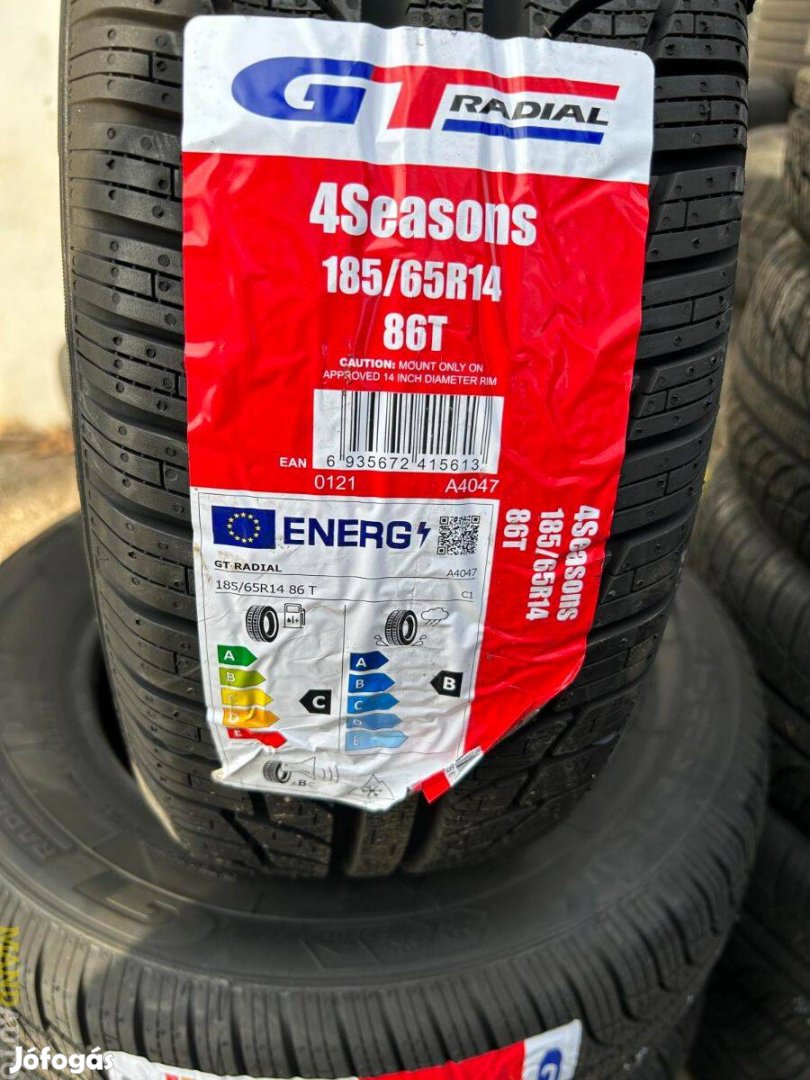 GT RADIAL
4Seasons
185/65R14
86T
CAUTION: MOUNT ONLY ON
APPROVED 14 INCH DIAMETER RIM
EAN
6 935672 415613
0121 A4047
4Seasons
185/65R14
86T
ENERG
GT RADIAL A4047
185/65R14 86 T C1
A
B
C
D
E
C
A
B
C
D
E
B
Jófogás